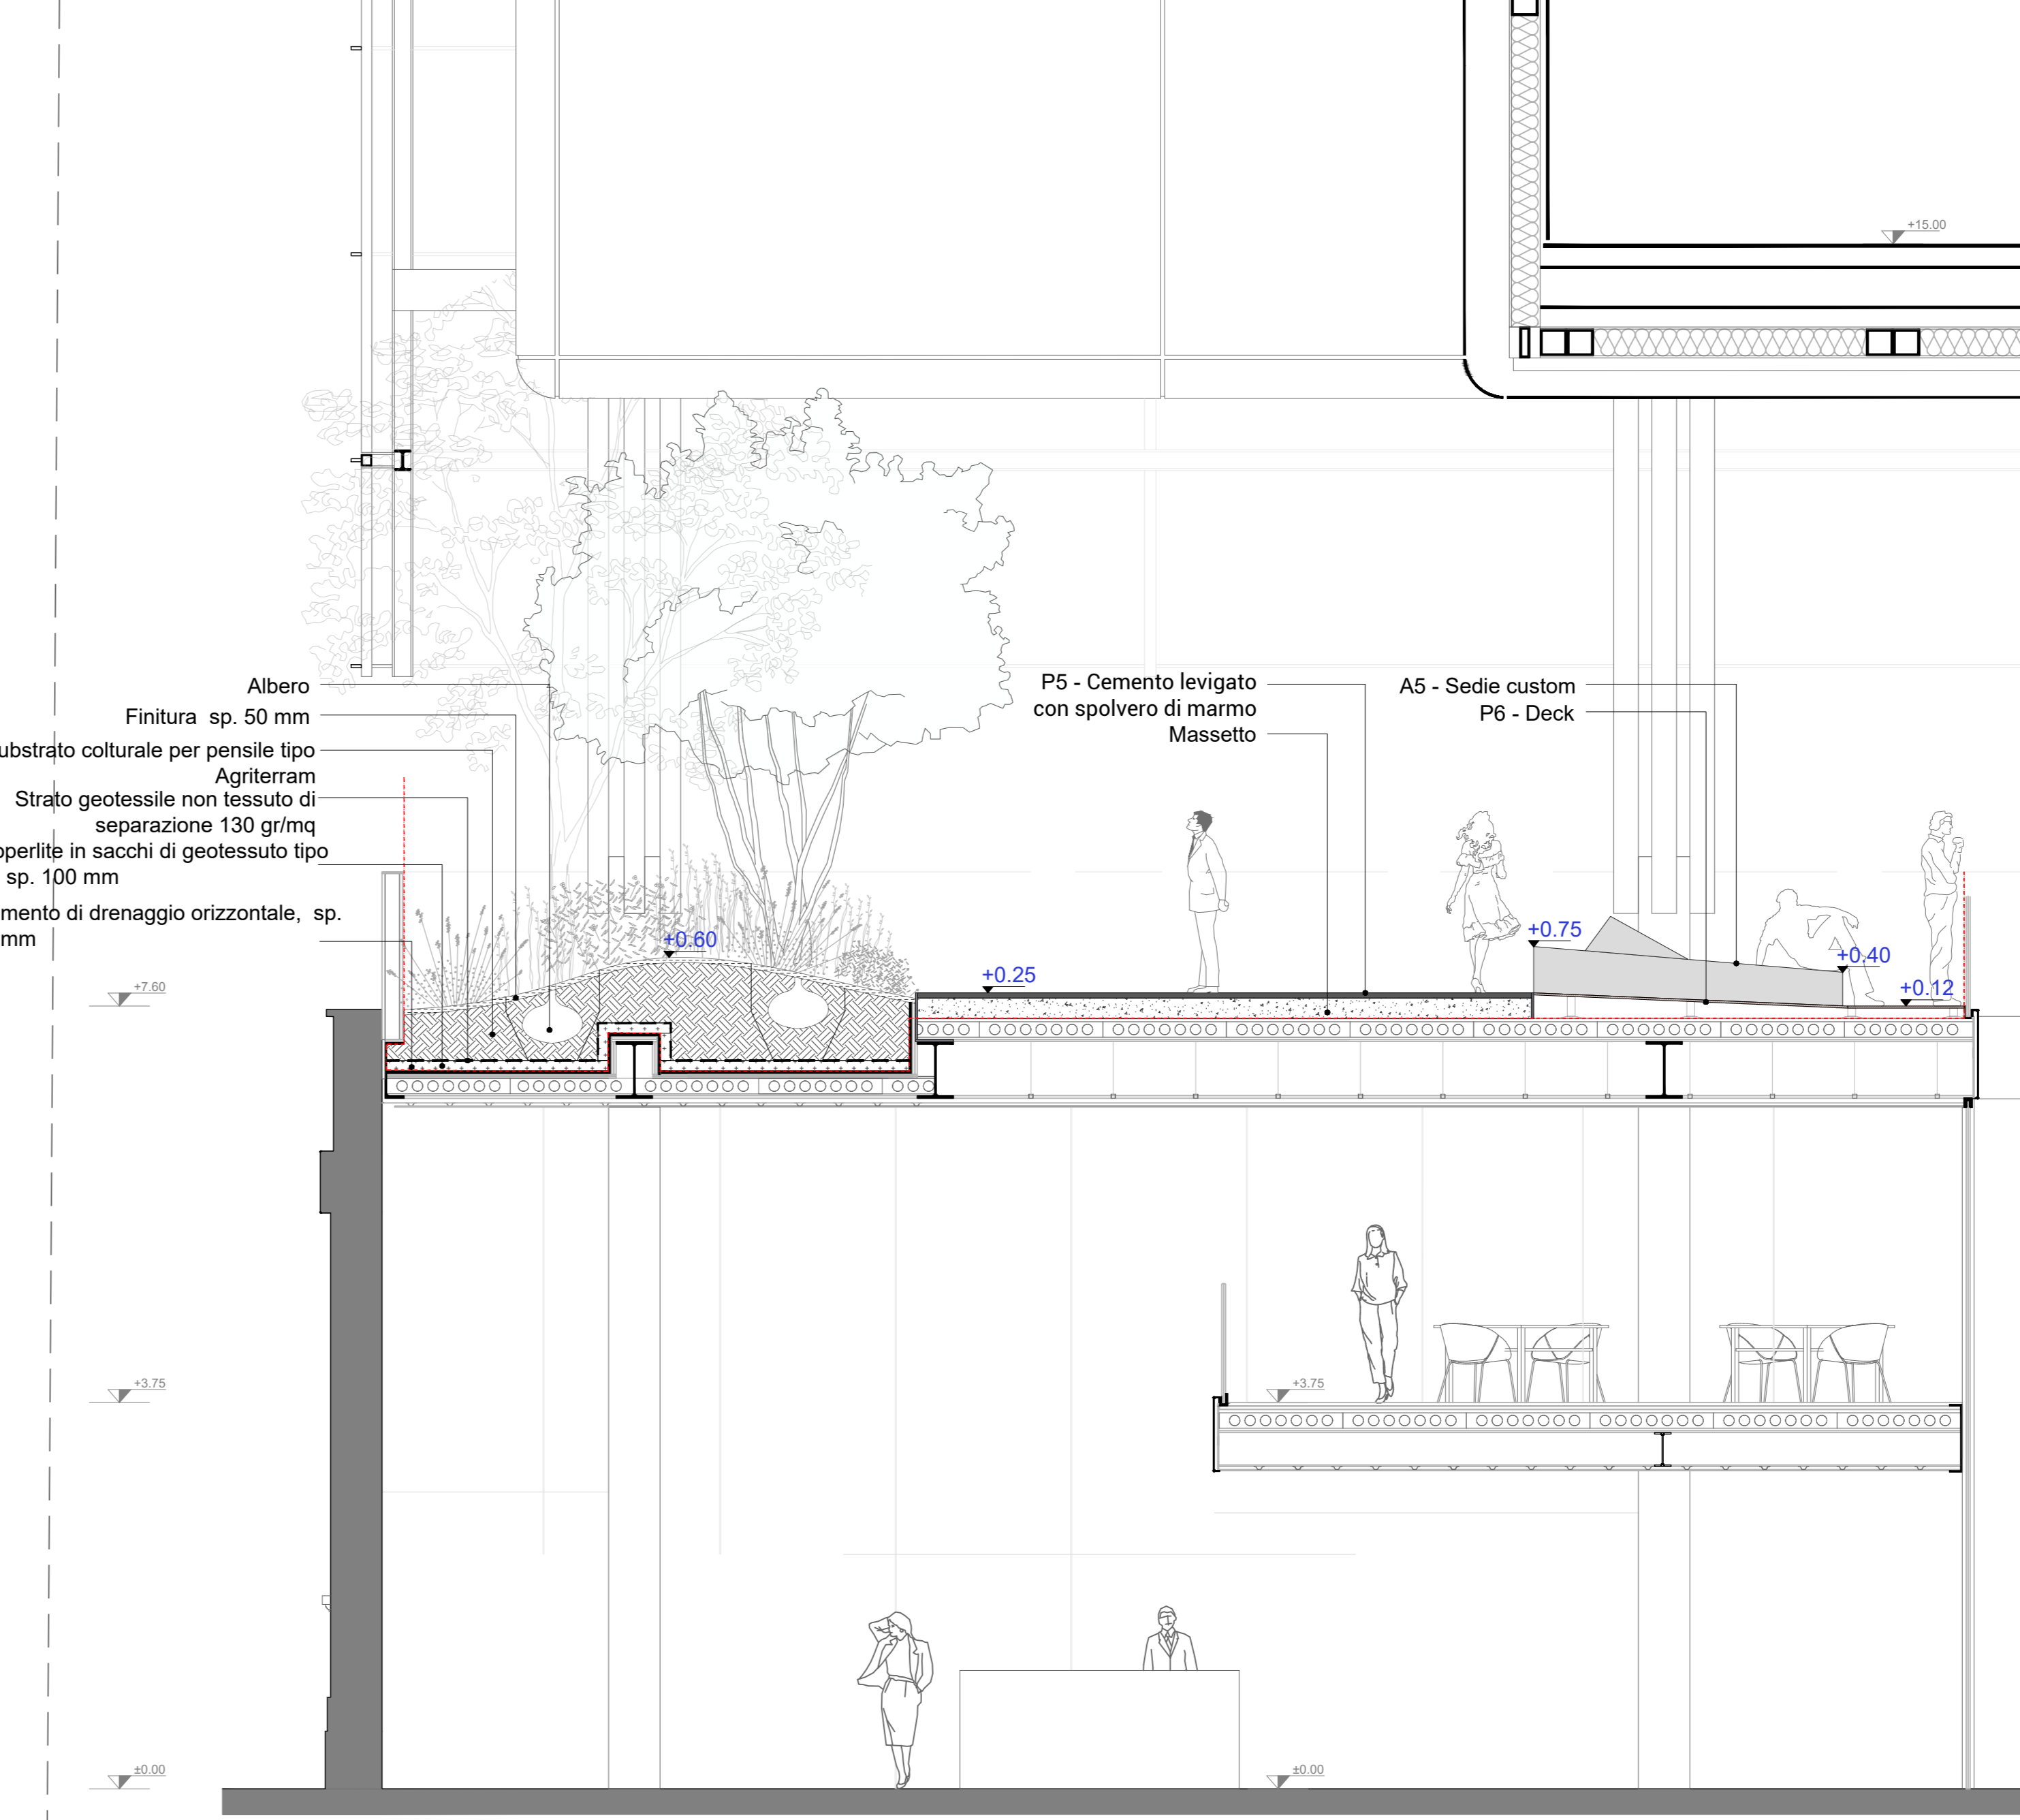 +15.00
Albero
Finitura sp. 50 mm
ubstrato colturale per pensile tipo
Agriterram
Strato geotessile non tessuto di
separazione 130 gr/mq
operlite in sacchi di geotessuto tipo
sp. 100 mm
mento di drenaggio orizzontale, sp.
mm
P5 - Cemento levigato
con spolvero di marmo
Massetto
A5 - Sedie custom
P6 - Deck
+0.60
+0.25
+0.75
+0.40
+0.12
+7.60
+3.75
+3.75
±0.00
±0.00